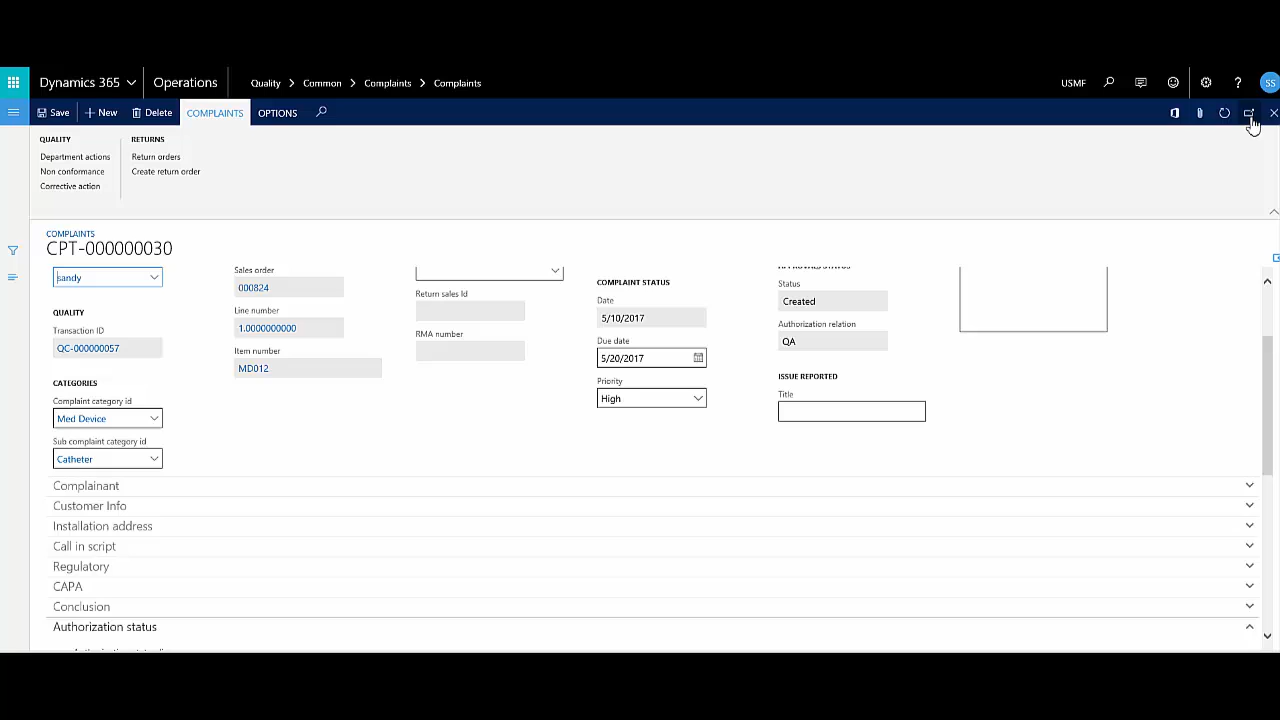 Dynamics 365
Operations
Quality > Common > Complaints > Complaints
USMF
?
SS
Save
+ New
Delete
COMPLAINTS
OPTIONS
QUALITY
Department actions
Non conformance
Corrective action
RETURNS
Return orders
Create return order
COMPLAINTS
CPT-000000030
sandy
QUALITY
Transaction ID
QC-000000057
CATEGORIES
Complaint category id
Med Device
Sub complaint category id
Catheter
Sales order
000824
Line number
1.0000000000
Item number
MD012
Return sales Id
RMA number
COMPLAINT STATUS
Date
5/10/2017
Due date
5/20/2017
Priority
High
Status
Created
Authorization relation
QA
ISSUE REPORTED
Title
Complainant
Customer Info
Installation address
Call in script
Regulatory
CAPA
Conclusion
Authorization status